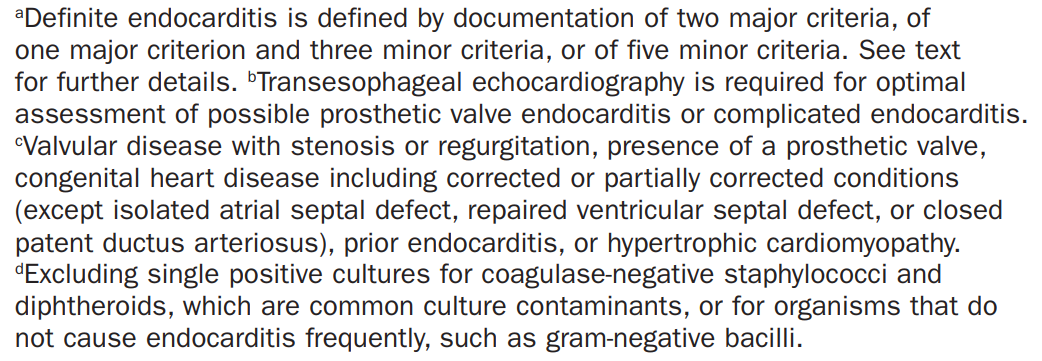 ᵃDefinite endocarditis is defined by documentation of two major criteria, of
one major criterion and three minor criteria, or of five minor criteria. See text
for further details. ᵇTransesophageal echocardiography is required for optimal
assessment of possible prosthetic valve endocarditis or complicated endocarditis.
ᶜValvular disease with stenosis or regurgitation, presence of a prosthetic valve,
congenital heart disease including corrected or partially corrected conditions
(except isolated atrial septal defect, repaired ventricular septal defect, or closed
patent ductus arteriosus), prior endocarditis, or hypertrophic cardiomyopathy.
ᵈExcluding single positive cultures for coagulase-negative staphylococci and
diphtheroids, which are common culture contaminants, or for organisms that do
not cause endocarditis frequently, such as gram-negative bacilli.